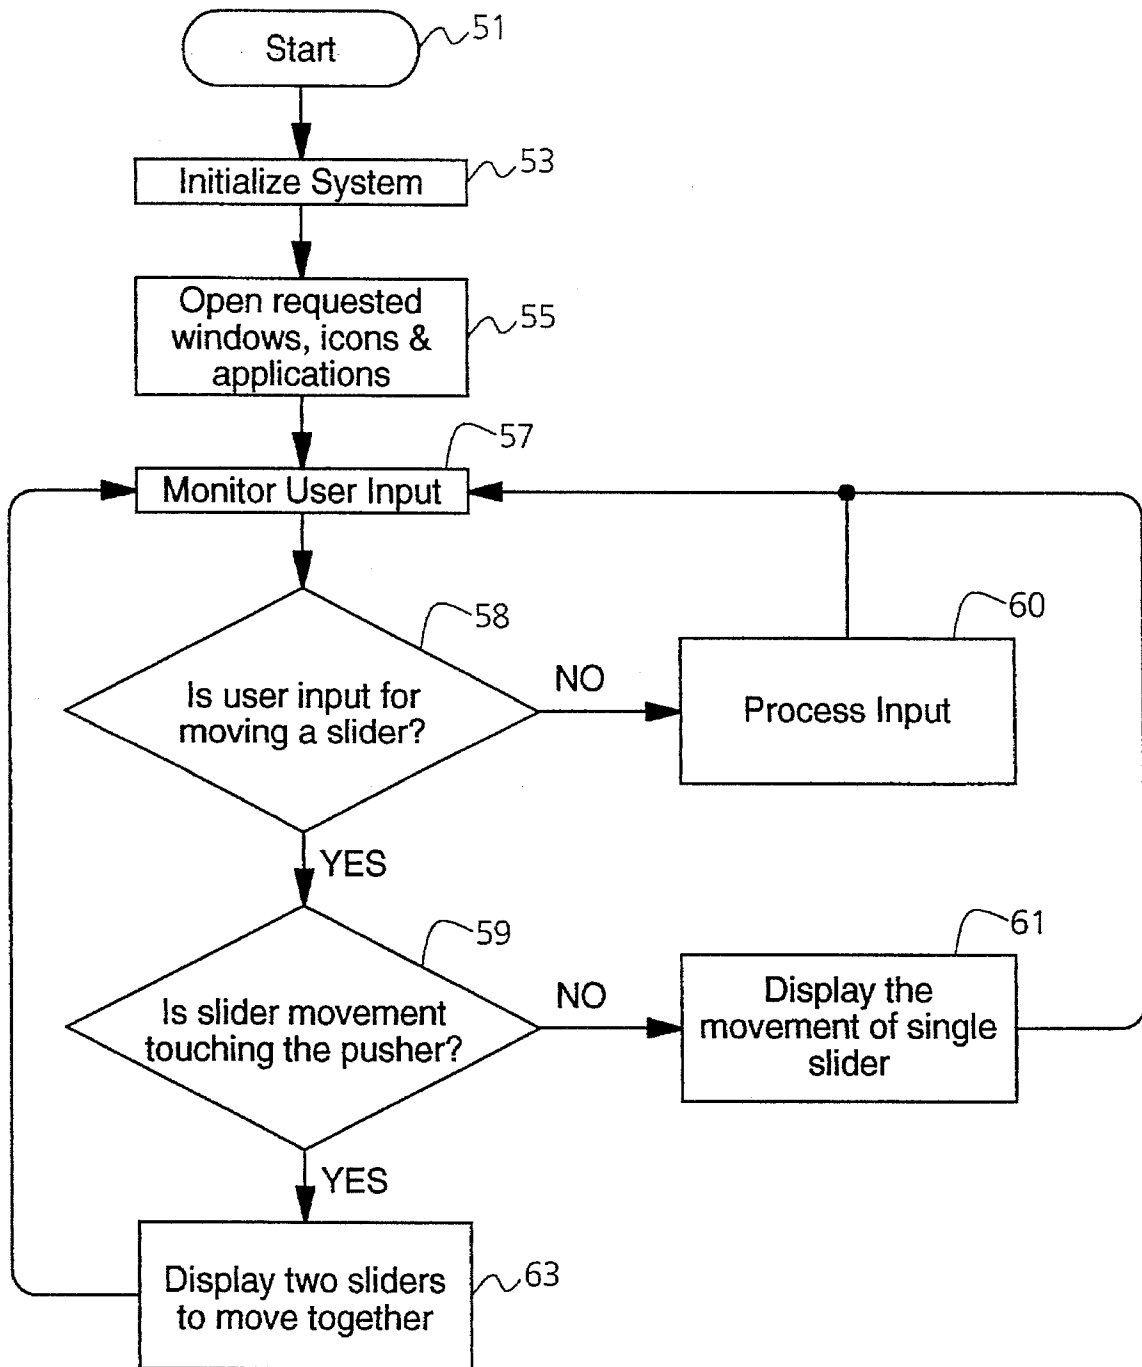 Start
51
Initialize System
53
Open requested
windows, icons &
applications
55
57
Monitor User Input
58
Is user input for
moving a slider?
NO
60
Process Input
YES
59
Is slider movement
touching the pusher?
NO
61
Display the
movement of single
slider
YES
Display two sliders
to move together
63